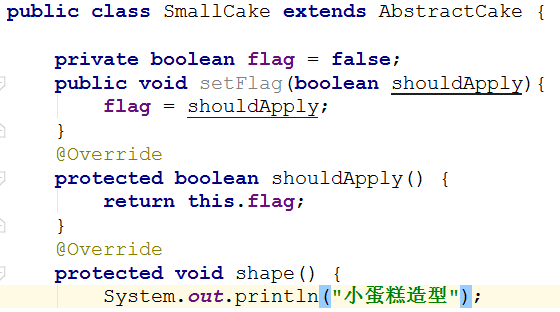 public class SmallCake extends AbstractCake {
private boolean flag = false;
public void setFlag(boolean shouldApply){
flag = shouldApply;
}
@Override
protected boolean shouldApply() {
return this.flag;
}
@Override
protected void shape() {
System.out.println("小蛋糕造型");